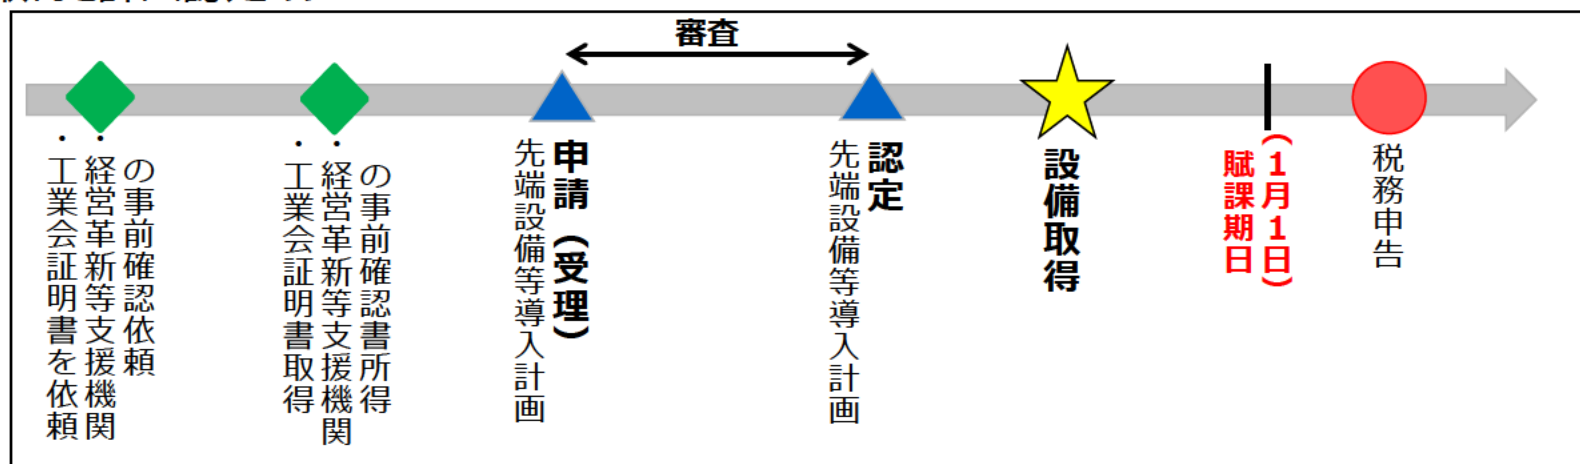 審査
・工業会証明書を依頼
・経営革新等支援機関
の事前確認依頼
・工業会証明書取得
・経営革新等支援機関
の事前確認書所得
先端設備等導入計画
申請（受理）
先端設備等導入計画
認定
設備取得
賦課期日
（１月１日）
税務申告